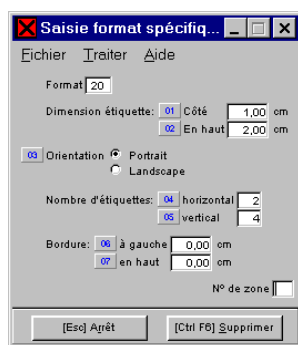 Saisie format spécifiq...
Fichier Traiter Aide
Format 20
Dimension étiquette: 01 Côté 1,00 cm
02 En haut 2,00 cm
03 Orientation Portrait
Landscape
Nombre d'étiquettes: 04 horizontal 2
05 vertical 4
Bordure: 06 à gauche 0,00 cm
07 en haut 0,00 cm
Nº de zone
[Esc] Arrêt [Ctrl F6] Supprimer